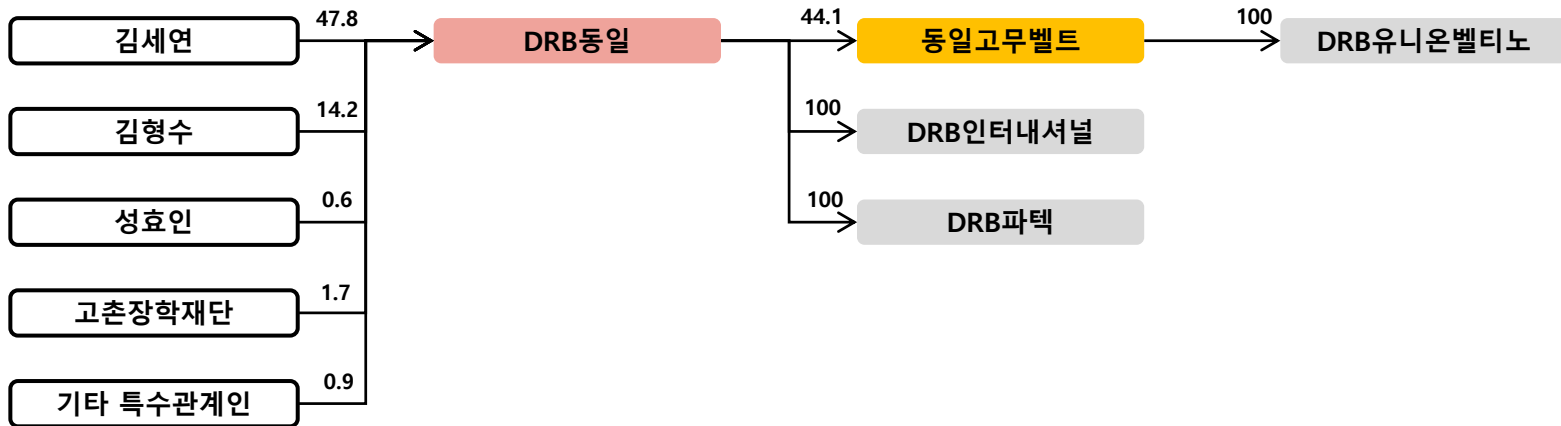 김세연
47.8
DRB동일
44.1
동일고무벨트
100
DRB유니온벨티노
김형수
14.2
100
DRB인터내셔널
성효인
0.6
100
DRB파텍
고촌장학재단
1.7
기타 특수관계인
0.9